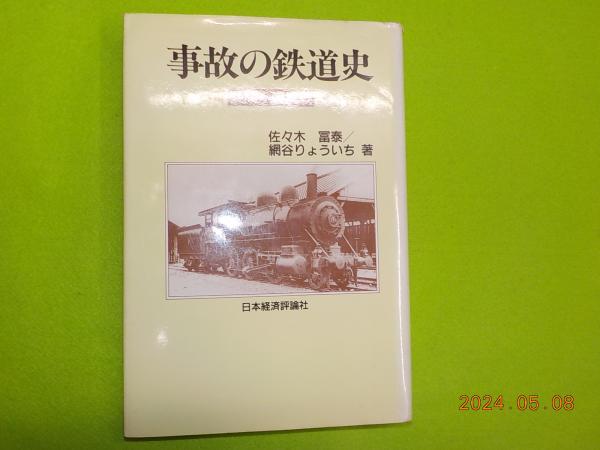 事故の鉄道史
佐々木 冨泰／
網谷りょういち 著
日本経済評論社
2024.05.08